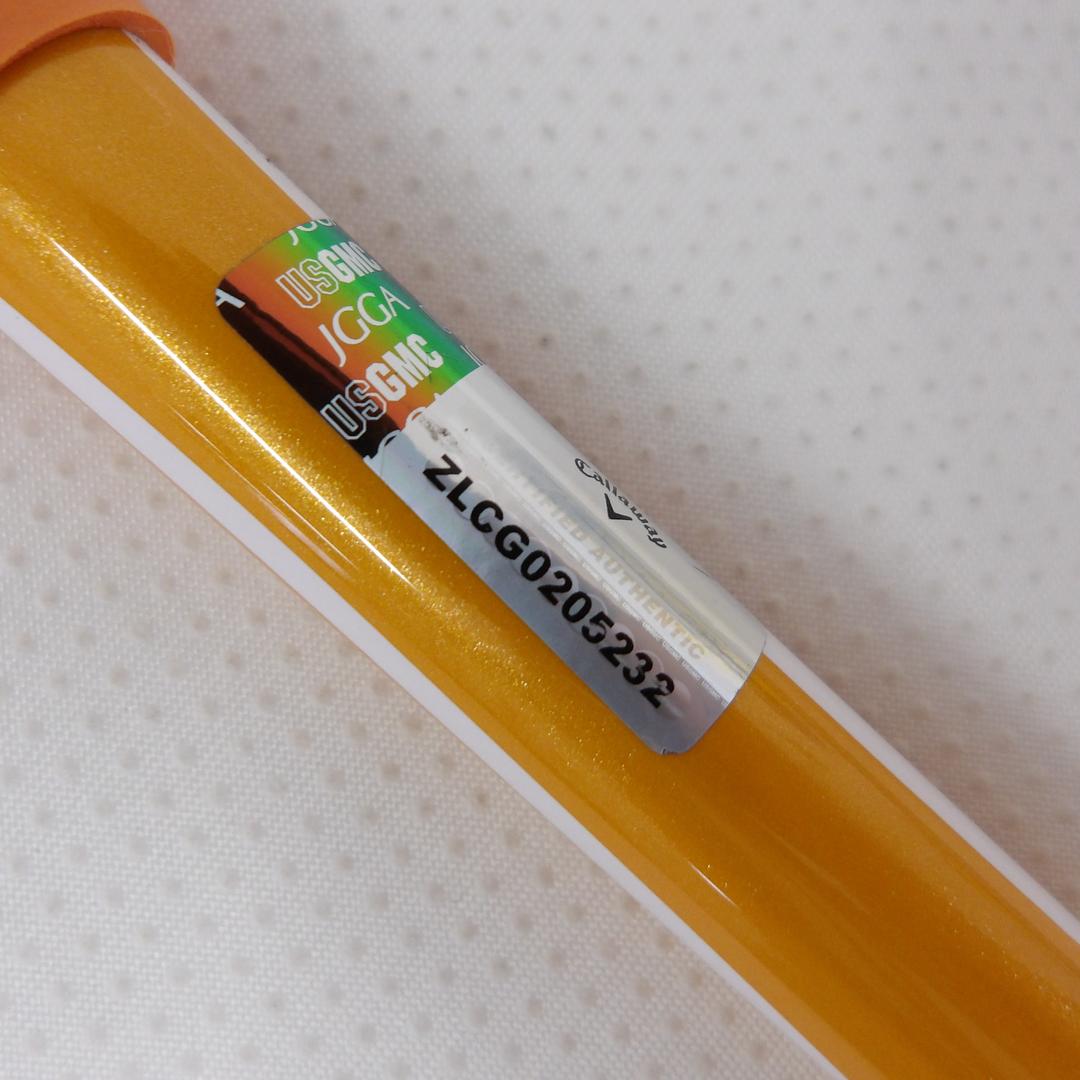 USGMC
JGGA
USGMC
Callaway
AUTHENTIC
ZLCG0205232